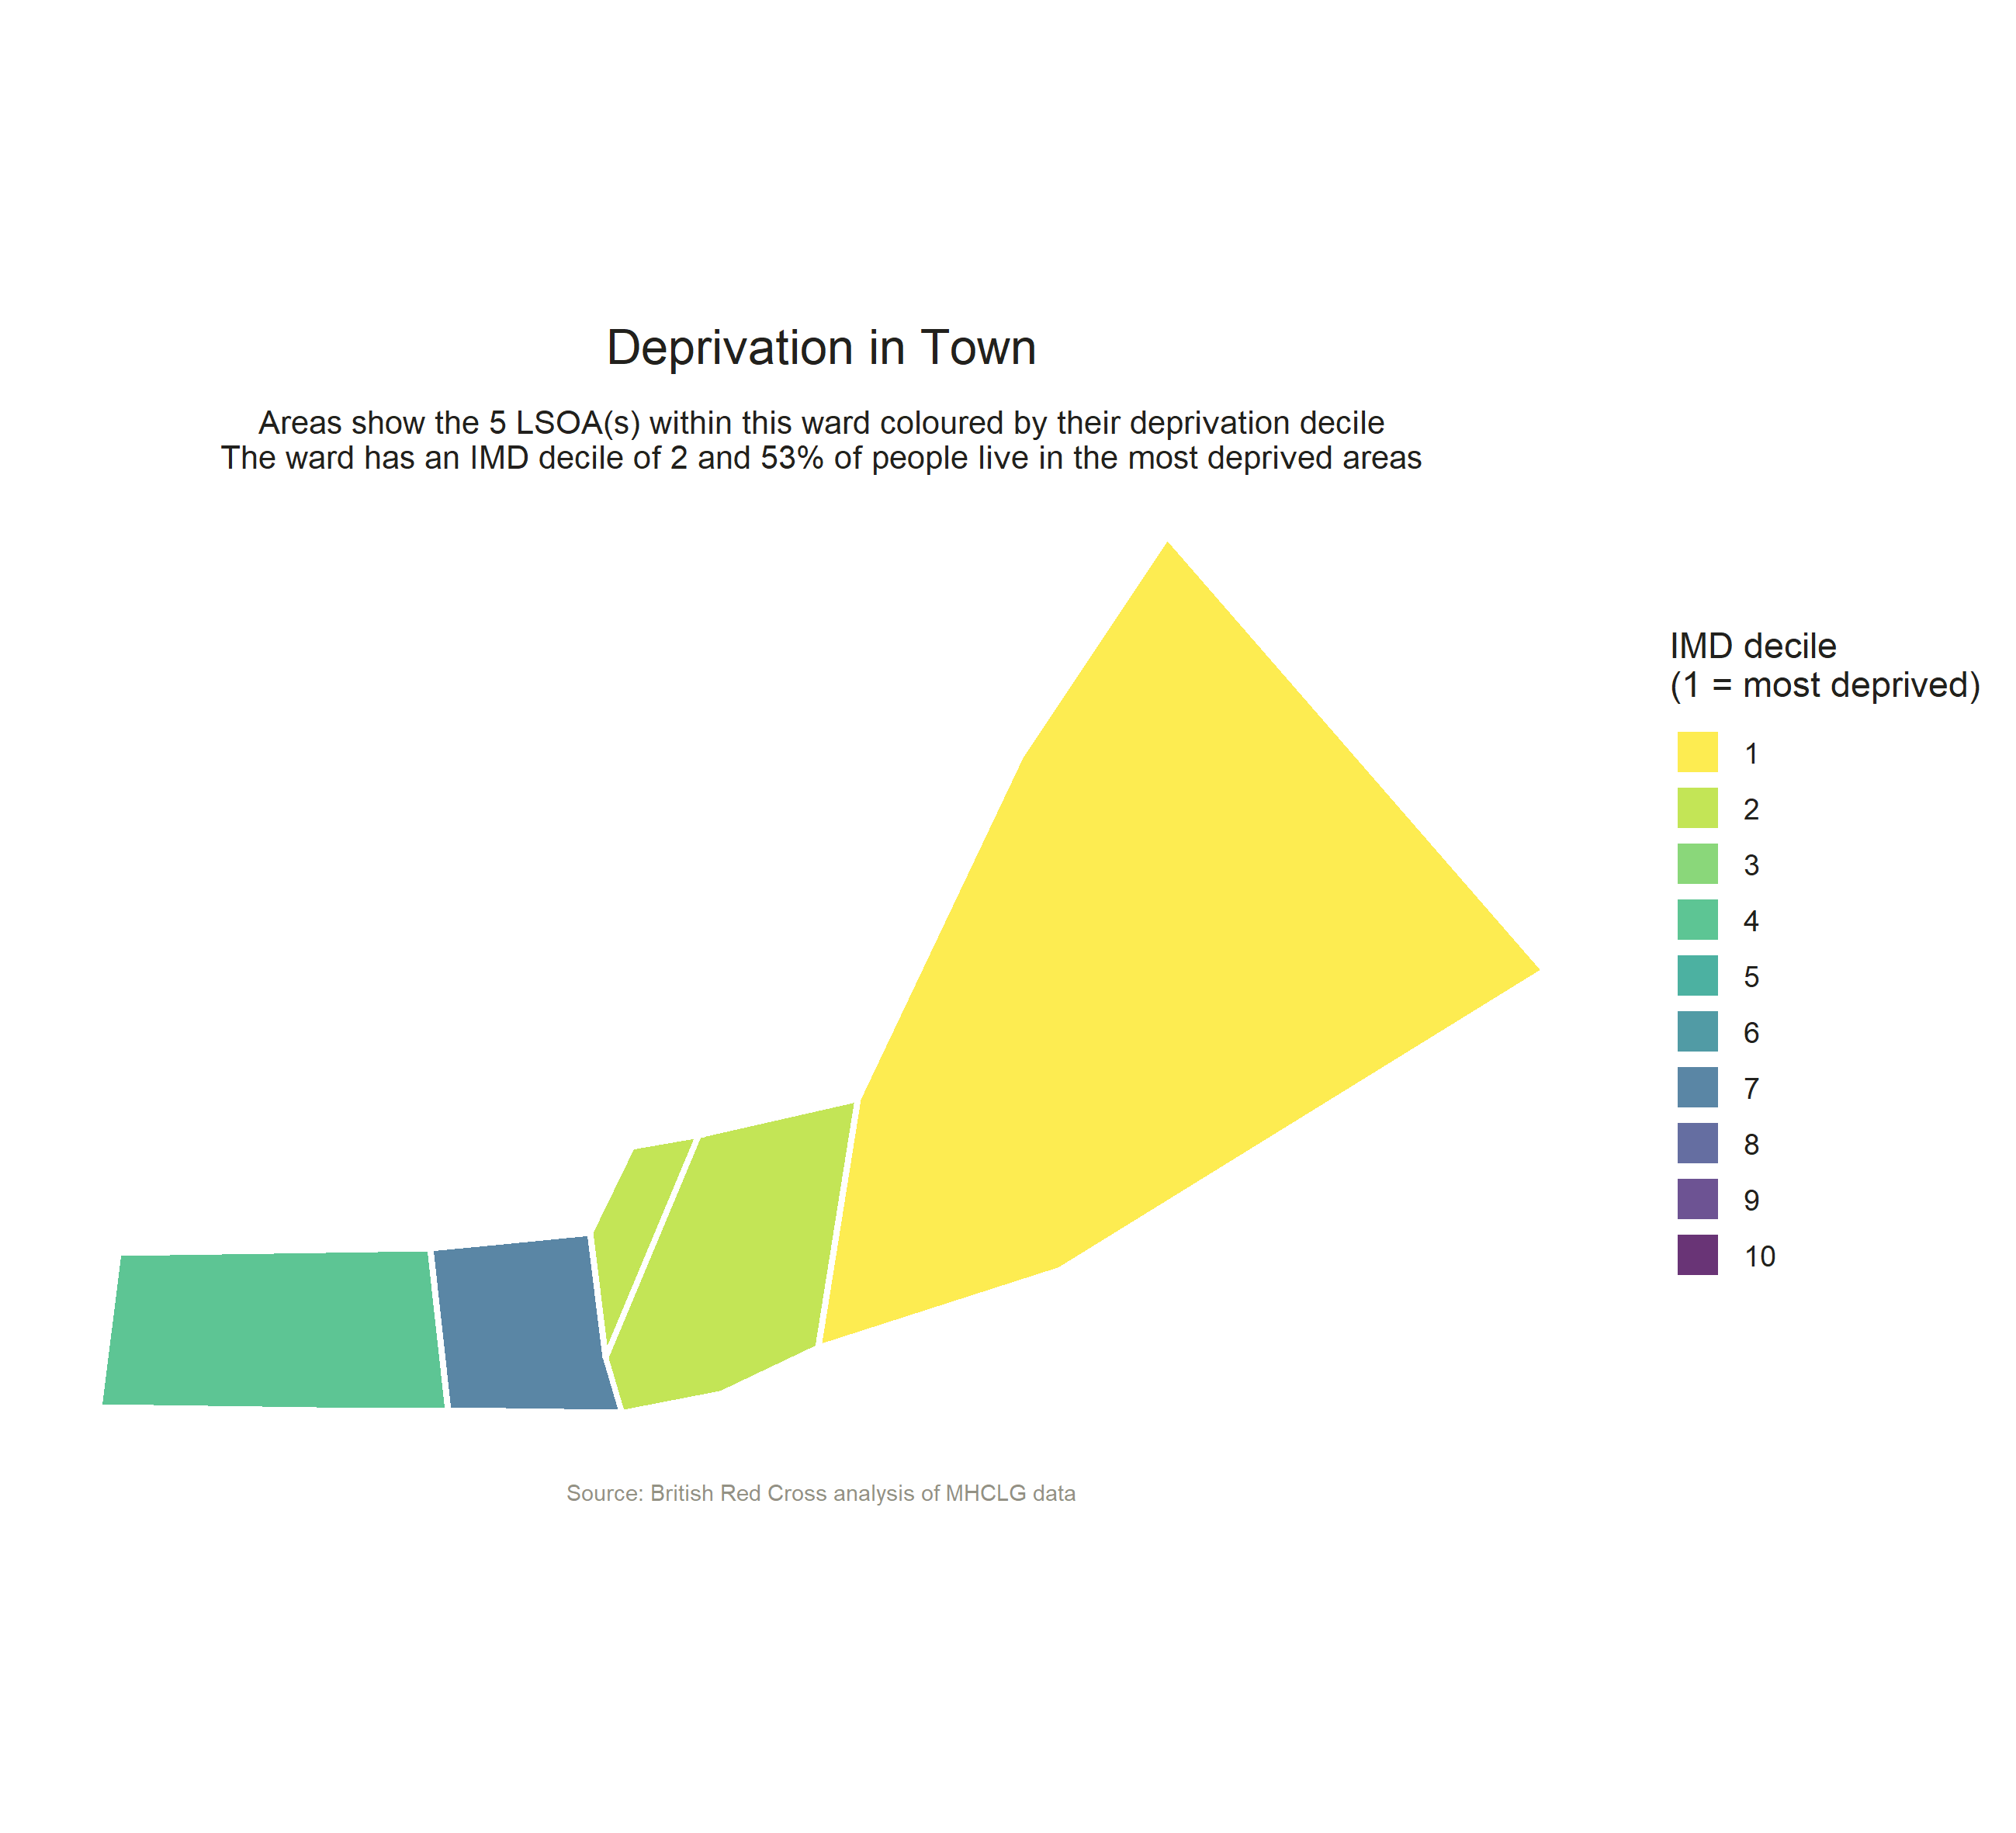 Deprivation in Town
Areas show the 5 LSOA(s) within this ward coloured by their deprivation decile
The ward has an IMD decile of 2 and 53% of people live in the most deprived areas
IMD decile
(1 = most deprived)
1
2
3
4
5
6
7
8
9
10
Source: British Red Cross analysis of MHCLG data